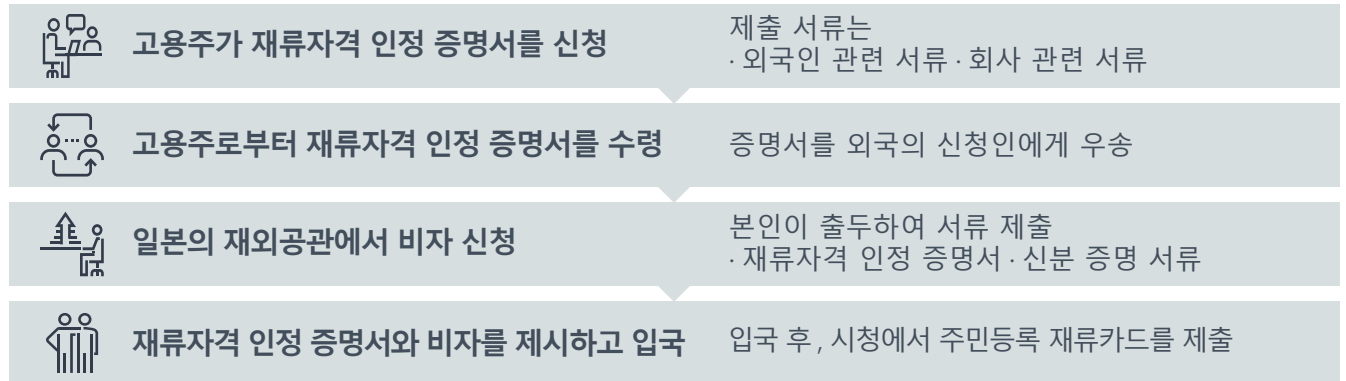 고용주가 재류자격 인정 증명서를 신청
제출 서류는
· 외국인 관련 서류 · 회사 관련 서류
고용주로부터 재류자격 인정 증명서를 수령
증명서를 외국의 신청인에게 우송
일본의 재외공관에서 비자 신청
본인이 출두하여 서류 제출
· 재류자격 인정 증명서 · 신분 증명 서류
재류자격 인정 증명서와 비자를 제시하고 입국
입국 후, 시청에서 주민등록 재류카드를 제출